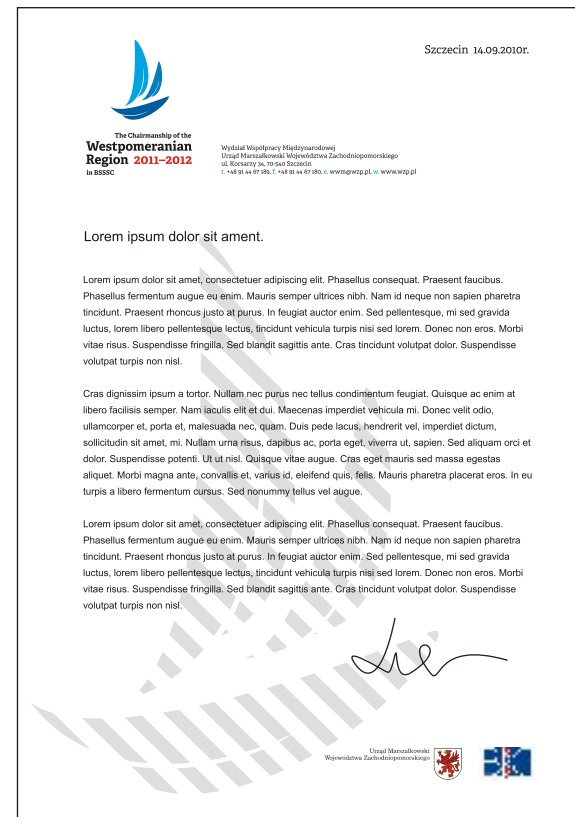 Szczecin 14.09.2010r.
The Chairmanship of the
Westpomeranian
Region 2011–2012
in BSSSC
Wydział Współpracy Międzynarodowej
Urząd Marszałkowski Województwa Zachodniopomorskiego
ul. Korsarzy 34, 70-540 Szczecin
t. +48 91 44 67 189, f. +48 91 44 67 180, e. wwm@wzp.pl, w. www.wzp.pl
Lorem ipsum dolor sit ament.
Lorem ipsum dolor sit amet, consectetuer adipiscing elit. Phasellus consequat. Praesent faucibus.
Phasellus fermentum augue eu enim. Mauris semper ultrices nibh. Nam id neque non sapien pharetra
tincidunt. Praesent rhoncus justo at purus. In feugiat auctor enim. Sed pellentesque, mi sed gravida
luctus, lorem libero pellentesque lectus, tincidunt vehicula turpis nisi sed lorem. Donec non eros. Morbi
vitae risus. Suspendisse fringilla. Sed blandit sagittis ante. Cras tincidunt volutpat dolor. Suspendisse
volutpat turpis non nisl.
Cras dignissim ipsum a tortor. Nullam nec purus nec tellus condimentum feugiat. Quisque ac enim at
libero facilisis semper. Nam iaculis elit et dui. Maecenas imperdiet vehicula mi. Donec velit odio,
ullamcorper et, porta et, malesuada nec, quam. Duis pede lacus, hendrerit vel, imperdiet dictum,
sollicitudin sit amet, mi. Nullam urna risus, dapibus ac, porta eget, viverra ut, sapien. Sed aliquam orci et
dolor. Suspendisse potenti. Ut ut nisl. Quisque vitae augue. Cras eget mauris sed massa egestas
aliquet. Morbi magna ante, convallis et, varius id, eleifend quis, felis. Mauris pharetra placerat eros. In eu
turpis a libero fermentum cursus. Sed nonummy tellus vel augue.
Lorem ipsum dolor sit amet, consectetuer adipiscing elit. Phasellus consequat. Praesent faucibus.
Phasellus fermentum augue eu enim. Mauris semper ultrices nibh. Nam id neque non sapien pharetra
tincidunt. Praesent rhoncus justo at purus. In feugiat auctor enim. Sed pellentesque, mi sed gravida
luctus, lorem libero pellentesque lectus, tincidunt vehicula turpis nisi sed lorem. Donec non eros. Morbi
vitae risus. Suspendisse fringilla. Sed blandit sagittis ante. Cras tincidunt volutpat dolor. Suspendisse
volutpat turpis non nisl.
Urząd Marszałkowski
Województwa Zachodniopomorskiego